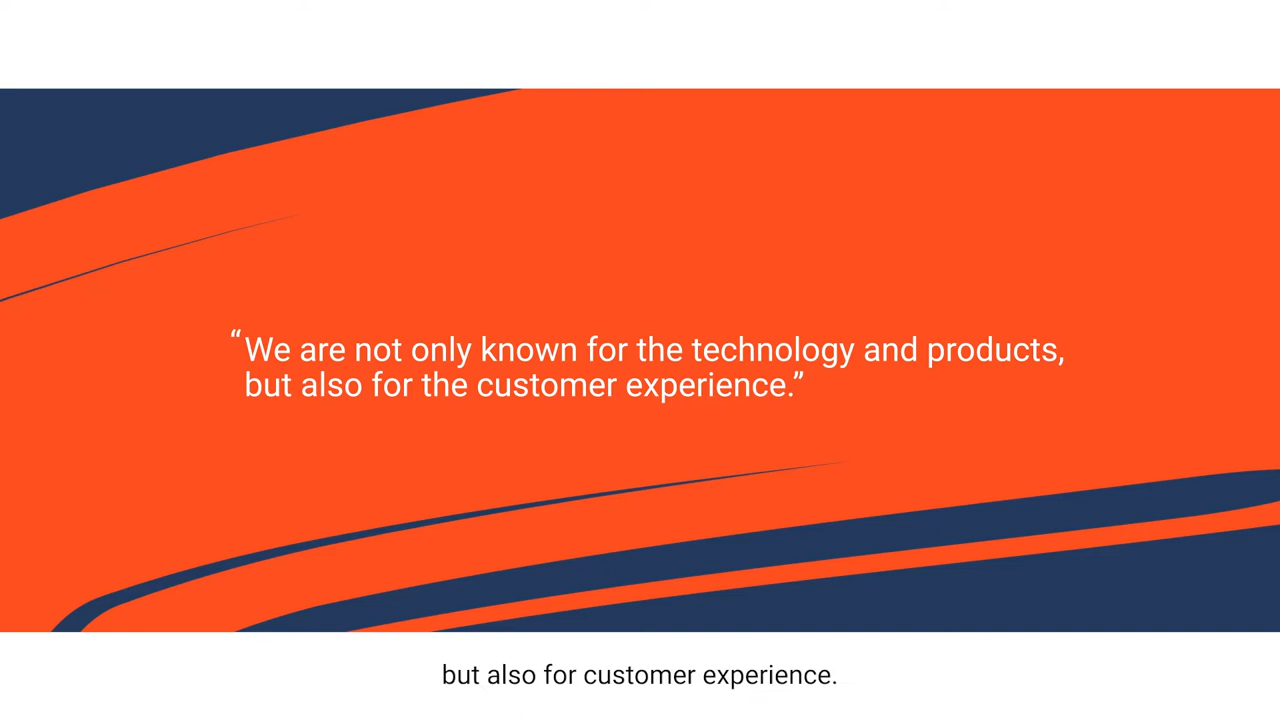 “We are not only known for the technology and products,
but also for the customer experience.”
but also for customer experience.